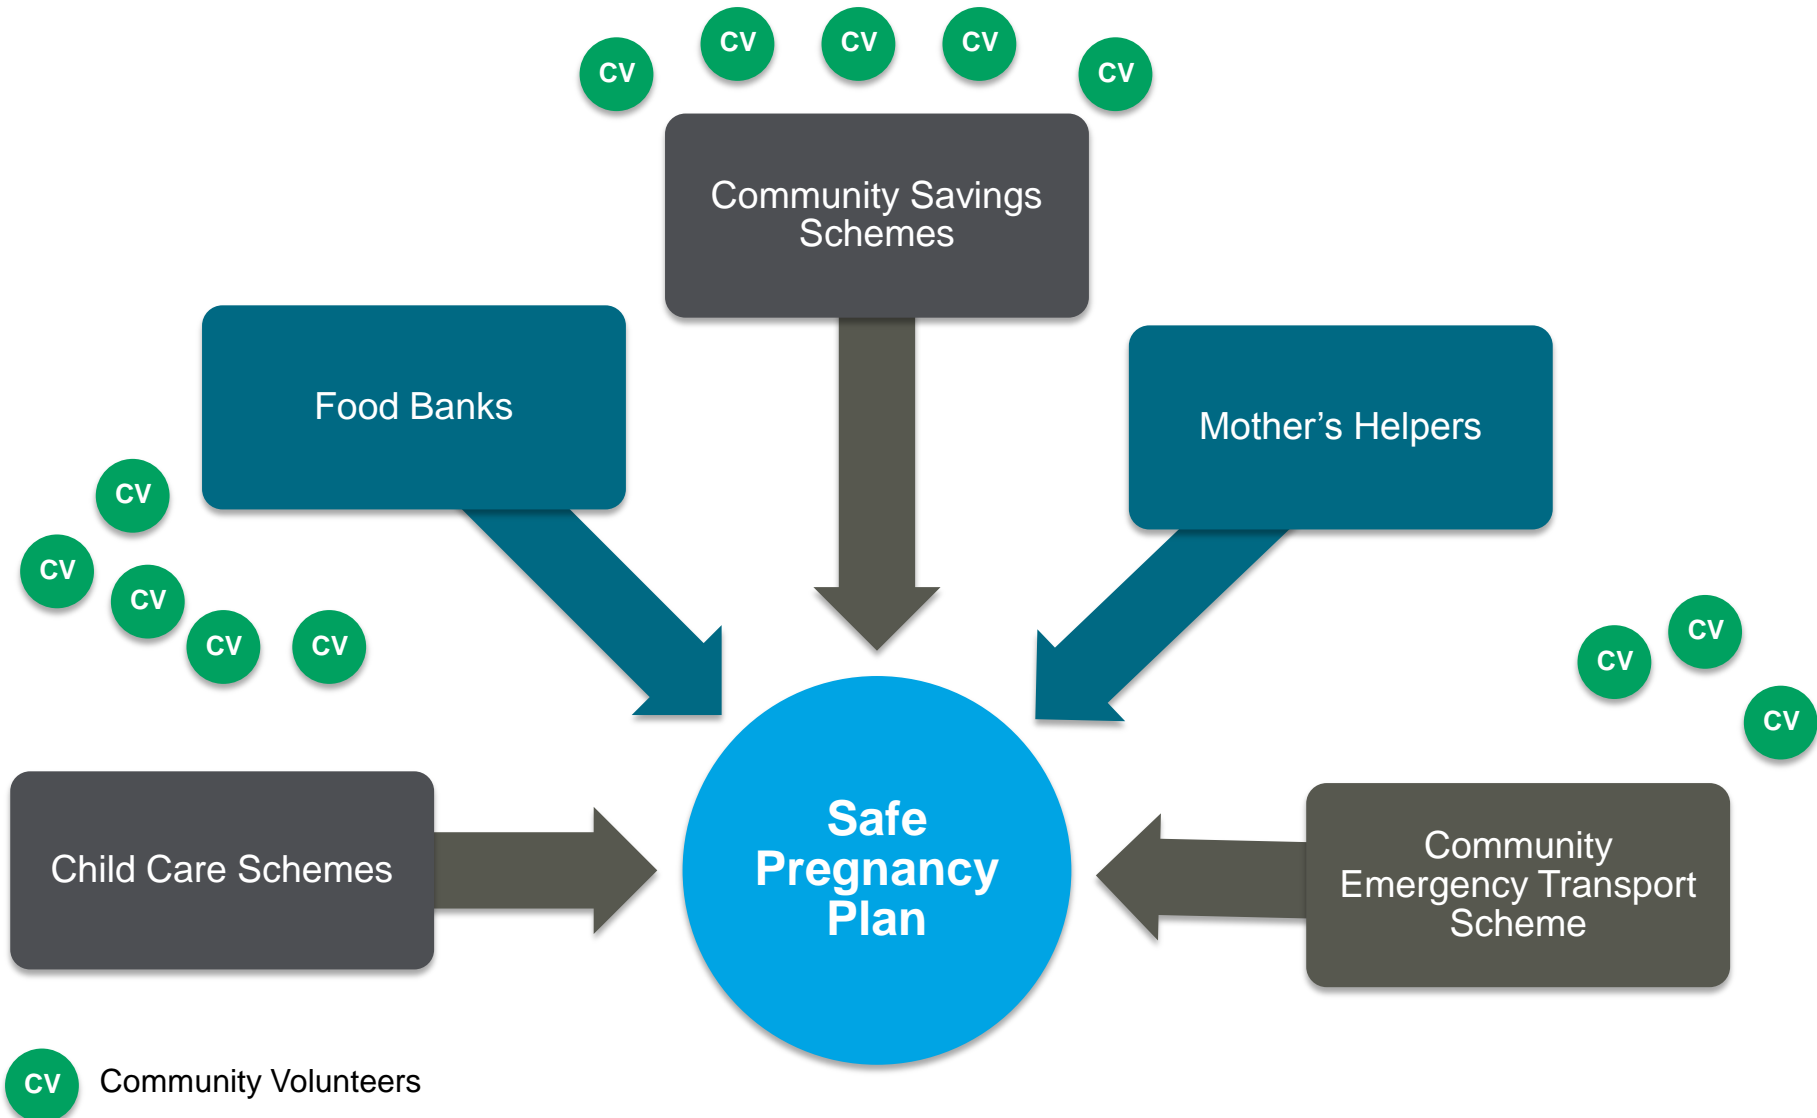 CV
CV
CV
CV
CV
Community Savings
Schemes
Food Banks
Mother’s Helpers
CV
CV
CV
CV
CV
CV
CV
CV
Child Care Schemes
Safe
Pregnancy
Plan
Community
Emergency Transport
Scheme
CV Community Volunteers